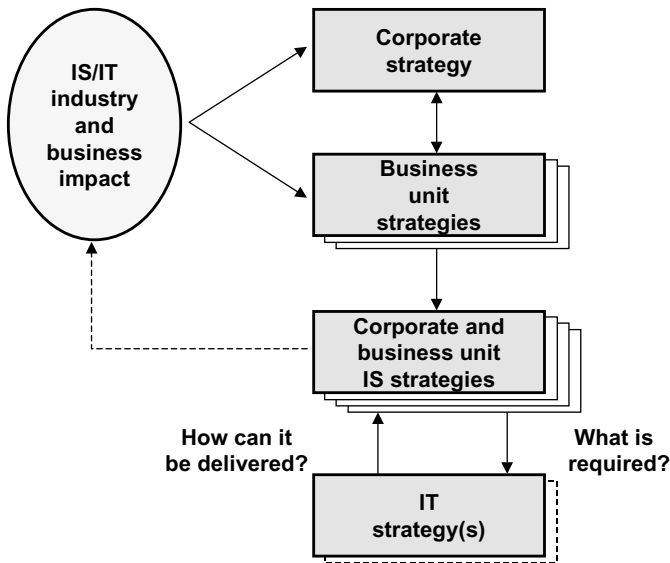 IS/IT
industry
and
business
impact
Corporate
strategy
Business
unit
strategies
Corporate and
business unit
IS strategies
How can it
be delivered?
What is
required?
IT
strategy(s)